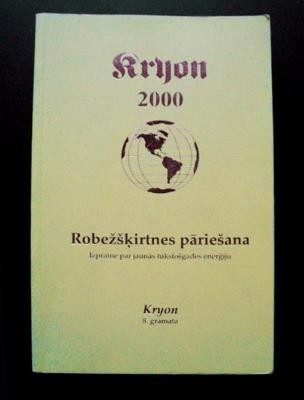 Kryon
2000
Robežšķirtnes pāriešana
Izpratne par jaunās tūkstošgades enerģiju
Kryon
8. grāmata